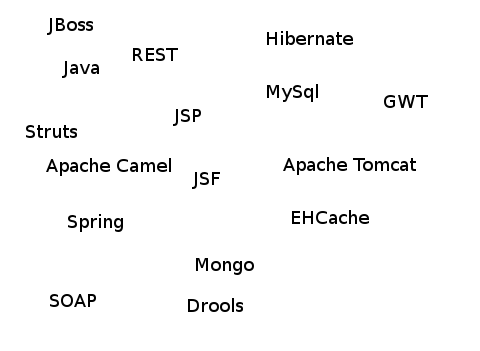 JBoss
Hibernate
REST
Java
MySql
GWT
JSP
Struts
Apache Camel
Apache Tomcat
JSF
EHCache
Spring
Mongo
SOAP
Drools